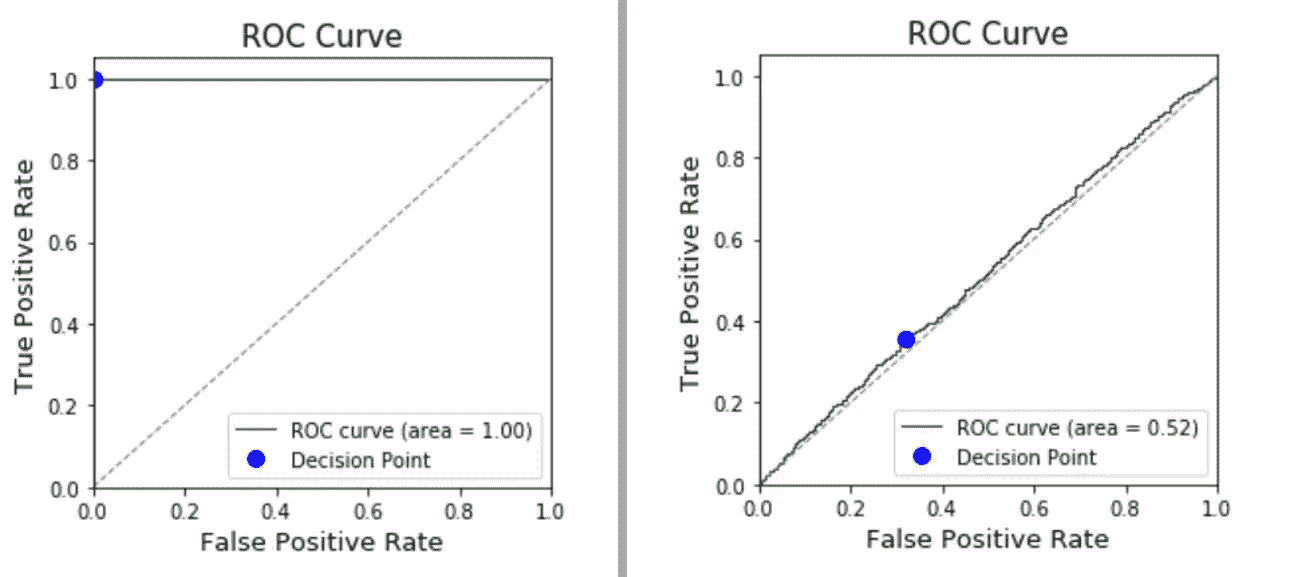 ROC Curve
True Positive Rate
1.0
0.8
0.6
0.4
0.2
0.0
ROC curve (area = 1.00)
Decision Point
0.0 0.2 0.4 0.6 0.8 1.0
False Positive Rate
ROC Curve
True Positive Rate
1.0
0.8
0.6
0.4
0.2
0.0
ROC curve (area = 0.52)
Decision Point
0.0 0.2 0.4 0.6 0.8 1.0
False Positive Rate